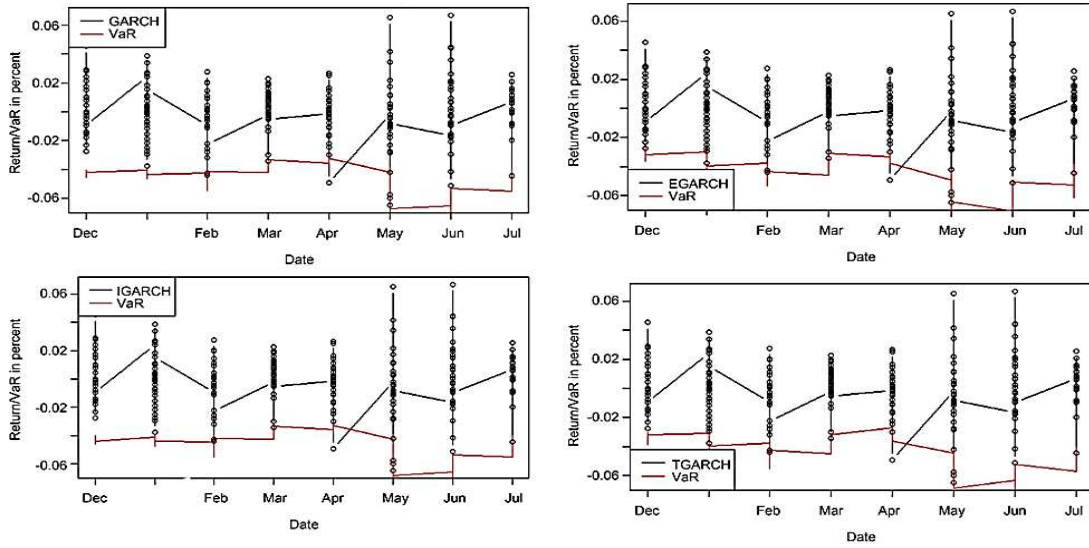 Return/VaR in percent
0.06
0.02
-0.02
-0.06
GARCH
VaR
Dec
Feb
Mar
Apr
May
Jun
Jul
Date
Return/VaR in percent
0.06
0.02
-0.02
-0.06
EGARCH
VaR
Dec
Feb
Mar
Apr
May
Jun
Jul
Date
Return/VaR in percent
0.06
0.02
-0.02
-0.06
IGARCH
VaR
Dec
Feb
Mar
Apr
May
Jun
Jul
Date
Return/VaR in percent
0.06
0.02
-0.02
-0.06
TGARCH
VaR
Dec
Feb
Mar
Apr
May
Jun
Jul
Date